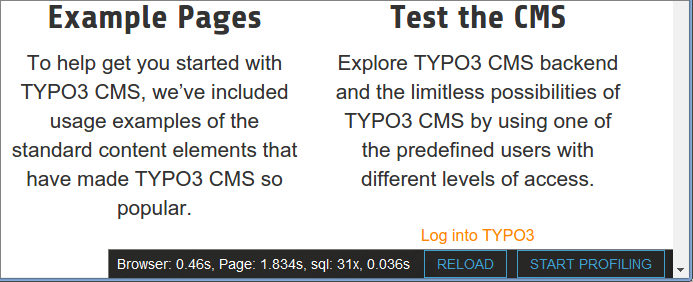 Example Pages
To help get you started with
TYPO3 CMS, we've included
usage examples of the
standard content elements that
have made TYPO3 CMS so
popular.
Test the CMS
Explore TYPO3 CMS backend
and the limitless possibilities of
TYPO3 CMS by using one of
the predefined users with
different levels of access.
Log into TYPO3
Browser: 0.46s, Page: 1.834s, sql: 31x, 0.036s RELOAD START PROFILING